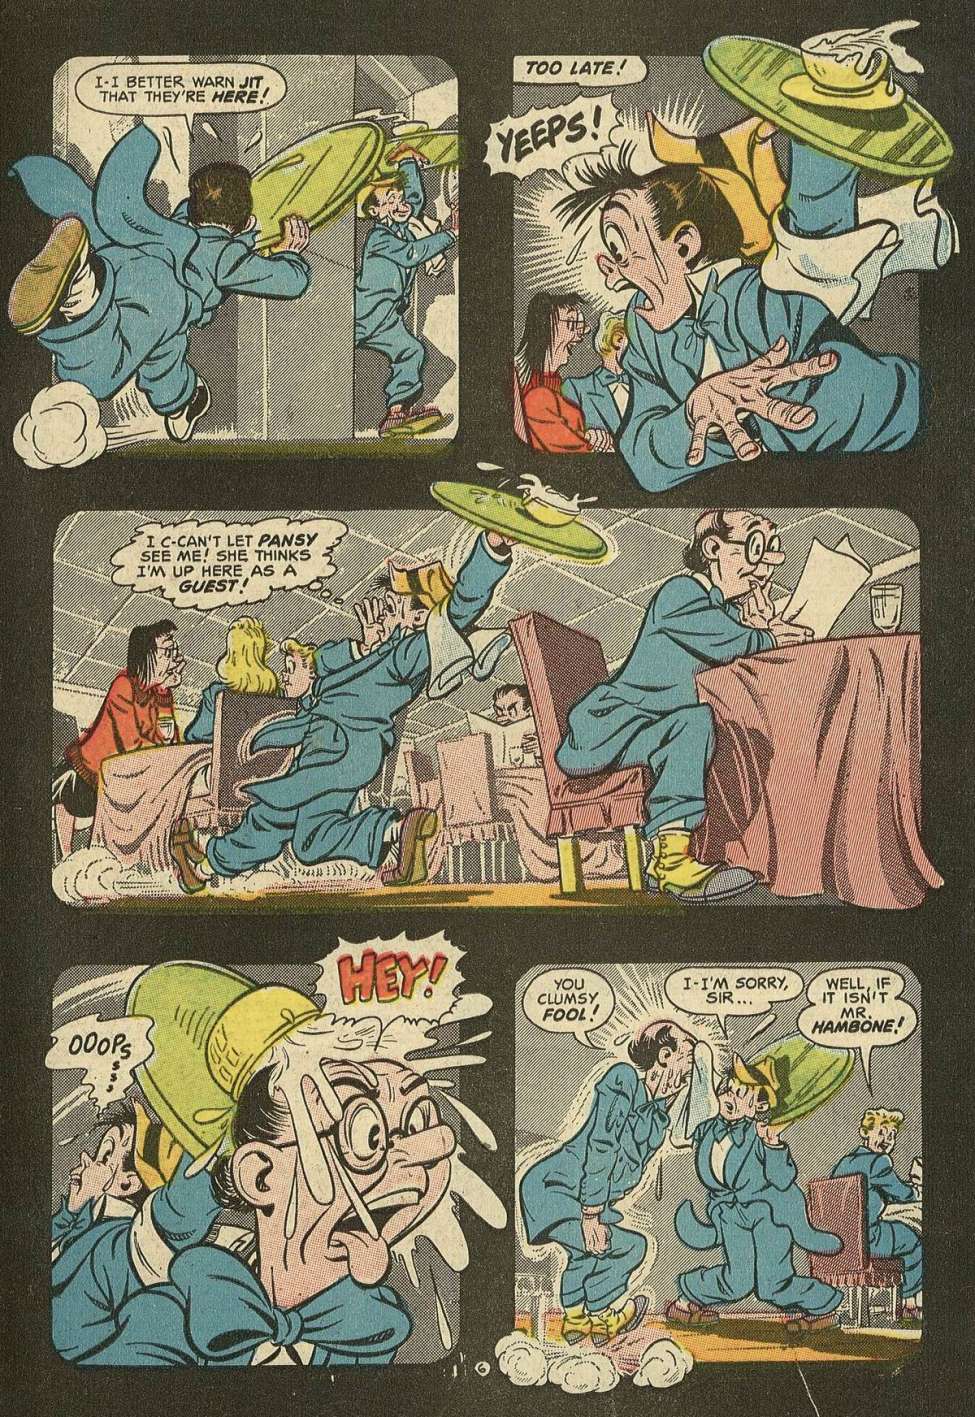 I-I BETTER WARN JIT
THAT THEY'RE HERE!
TOO LATE!
YEEPS!
I C-CAN'T LET PANSY
SEE ME! SHE THINKS
I'M UP HERE AS A
GUEST!
HEY!
OOOPS
...
YOU
CLUMSY,
FOOL!
I-I'M SORRY,
SIR...
WELL, IF
IT ISN'T
MR.
HAMBONE!
6